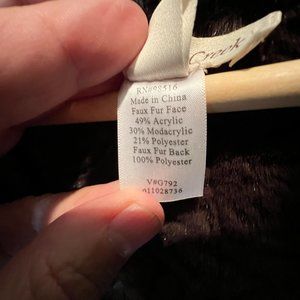 Creek
RN#98516
Made in China
Faux Fur Face
49% Acrylic
30% Modacrylic
21% Polyester
Faux Fur Back
100% Polyester
V#G792
011028736